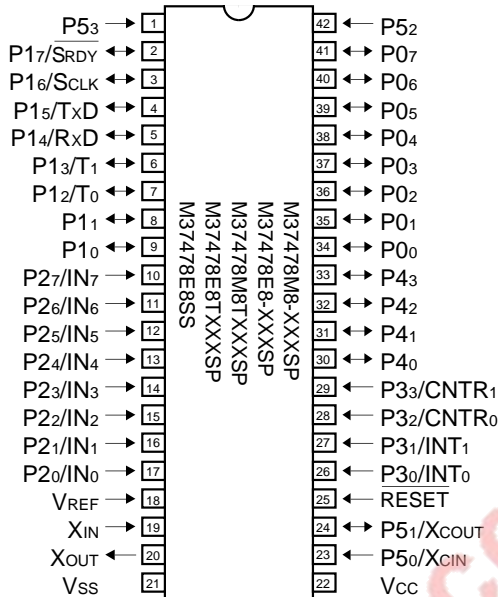 P53 1
P17/SRDY 2
P16/SCLK 3
P15/TxD 4
P14/RxD 5
P13/T1 6
P12/T0 7
P11 8
P10 9
P27/IN7 10
P26/IN6 11
P25/IN5 12
P24/IN4 13
P23/IN3 14
P22/IN2 15
P21/IN1 16
P20/IN0 17
VREF 18
XIN 19
XOUT 20
VSS 21
M37478M8-XXXSP
M37478E8-XXXSP
M37478M8TXXXSP
M37478E8TXXXSP
M37478E8SS
42 P52
41 P07
40 P06
39 P05
38 P04
37 P03
36 P02
35 P01
34 P00
33 P43
32 P42
31 P41
30 P40
29 P33/CNTR1
28 P32/CNTR0
27 P31/INT1
26 P30/INT0
25 RESET
24 P51/XCOUT
23 P50/XCIN
22 VCC